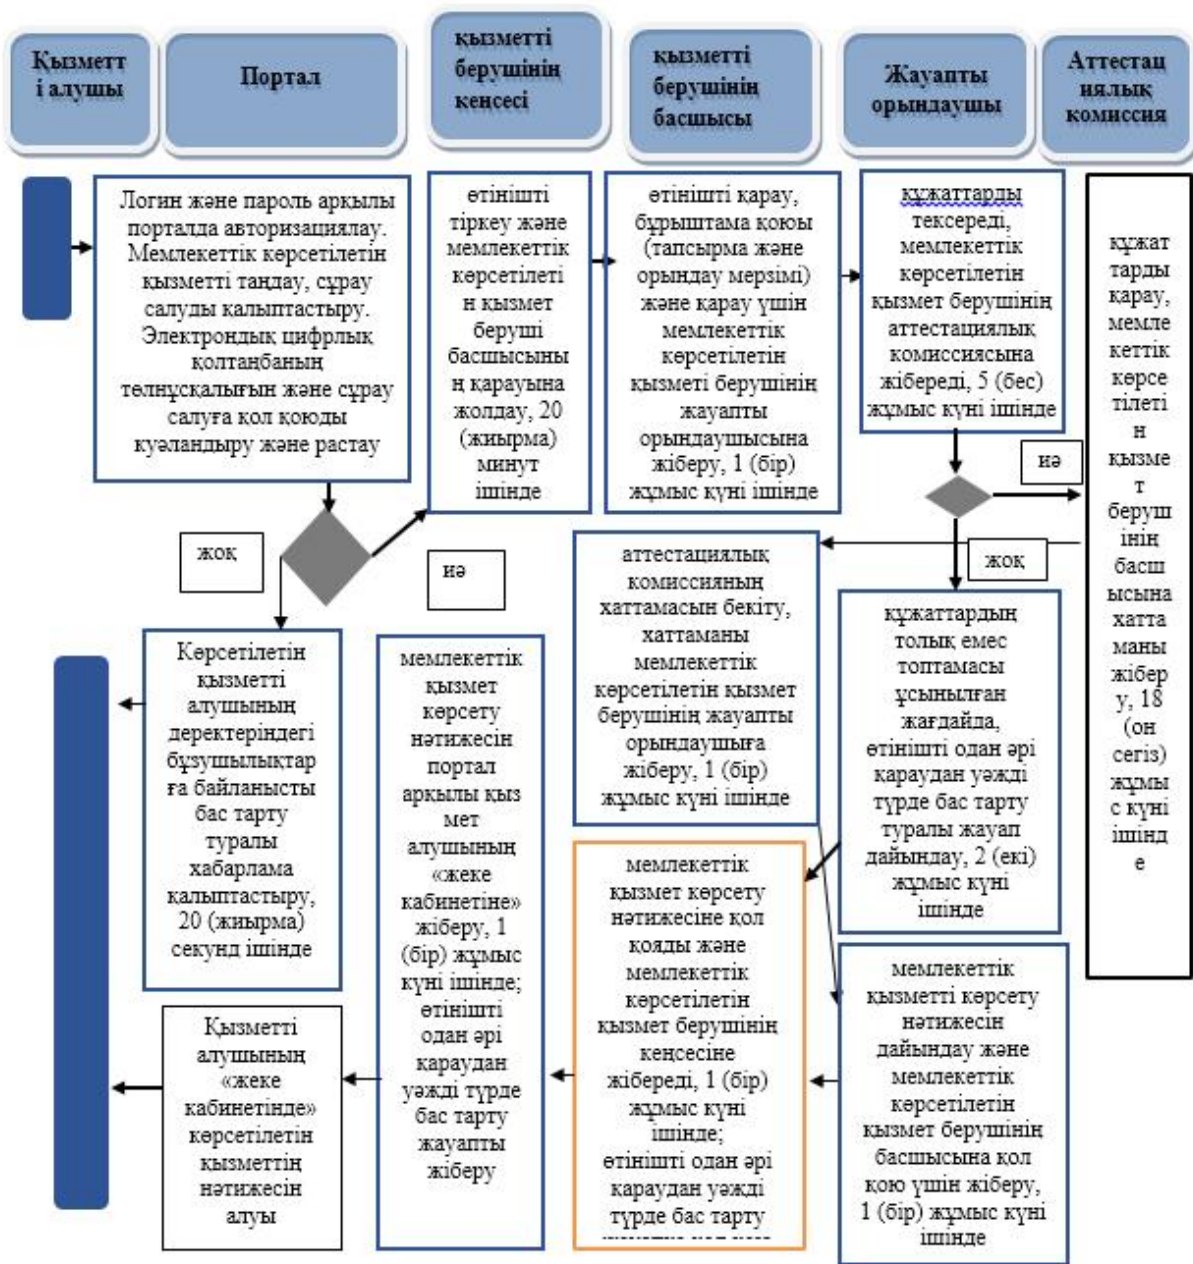 Қызметт
і алушы
Портал
қызметті
берушінің
кеңсесі
қызметті
берушінің
басшысы
Жауапты
орындаушы
Аттестац
иялық
комиссия
Логин және пароль арқылы
порталда авторизациялау.
Мемлекеттік көрсетілетін
қызметті таңдау, сұрау
салуды қалыптастыру.
Электрондық цифрлық
қолтаңбаның
төлнұсқалығын және сұрау
салуға қол қоюды
куәландыру және растау
өтінішті
тіркеу және
мемлекеттік
көрсетілеті
н қызмет
беруші
басшысыны
ң қарауына
жолдау, 20
(жиырма)
минут
ішінде
өтінішті қарау,
бұрыштама қоюы
(тапсырма және
орындау мерзімі)
және қарау үшін
мемлекеттік
көрсетілетін
қызметі берушінің
жауапты
орындаушысына
жіберу, 1 (бір)
жұмыс күні ішінде
құжаттарды
тексереді,
мемлекеттік
көрсетілетін
қызмет берушінің
аттестациялық
комиссиясына
жібереді, 5 (бес)
жұмыс күні ішінде
құжат
тарды
қарау,
мемле
кеттік
көрсе
тілеті
н
қызме
т
беруш
інің
басш
ысына
хатта
маны
жібер
у, 18
(он
сегіз)
жұмы
с күні
ішінд
е
иә
жоқ
иә
жоқ
Көрсетілетін
қызметті
алушының
деректеріндегі
бұзушылықтар
ға байланысты
бас тарту
туралы
хабарлама
қалыптастыру,
20 (жиырма)
секунд ішінде
мемлекеттік
қызмет
көрсету
нәтижесін
портал
арқылы қыз
мет
алушының
«жеке
кабинетіне»
жіберу, 1
(бір) жұмыс
күні ішінде;
өтінішті
одан әрі
қараудан
уәжді түрде
бас тарту
жауапты
жіберу
аттестациялық
комиссияның
хаттамасын бекіту,
хаттаманы
мемлекеттік
көрсетілетін қызмет
берушінің жауапты
орындаушыға
жіберу, 1 (бір)
жұмыс күні ішінде
құжаттардың
толық емес
топтамасы
ұсынылған
жағдайда,
өтінішті одан әрі
қараудан уәжді
түрде бас тарту
туралы жауап
дайындау, 2 (екі)
жұмыс күні
ішінде
мемлекеттік
қызмет көрсету
нәтижесіне қол
қояды және
мемлекеттік
көрсетілетін
қызмет берушінің
кеңсесіне
жібереді, 1 (бір)
жұмыс күні
ішінде;
өтінішті одан әрі
қараудан уәжді
түрде бас тарту
мемлекеттік
қызметті көрсету
нәтижесін
дайындау және
мемлекеттік
көрсетілетін
қызмет берушінің
басшысына қол
қою үшін жіберу,
1 (бір) жұмыс күні
ішінде
Қызметті
алушының
«жеке
кабинетінде»
көрсетілетін
қызметтің
нәтижесін
алуы